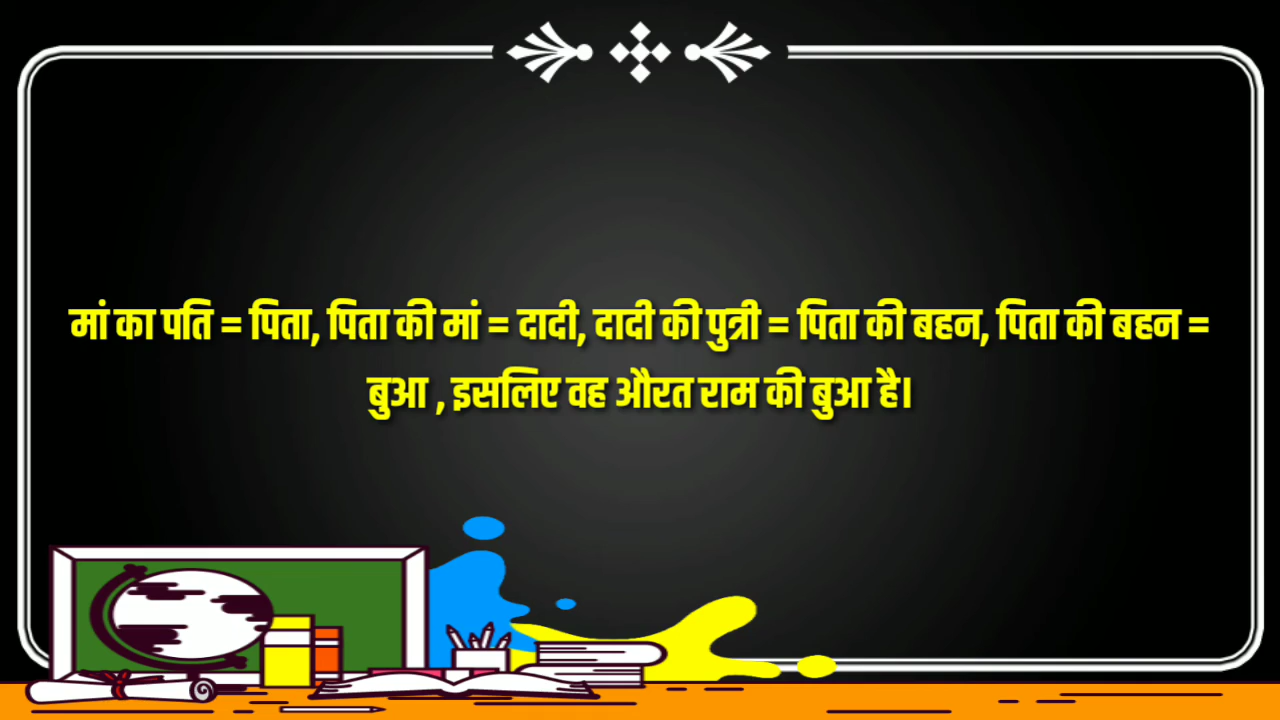 मां का पति = पिता, पिता की मां = दादी, दादी की पुत्री = पिता की बहन, पिता की बहन =
बुआ , इसलिए वह औरत राम की बुआ है।